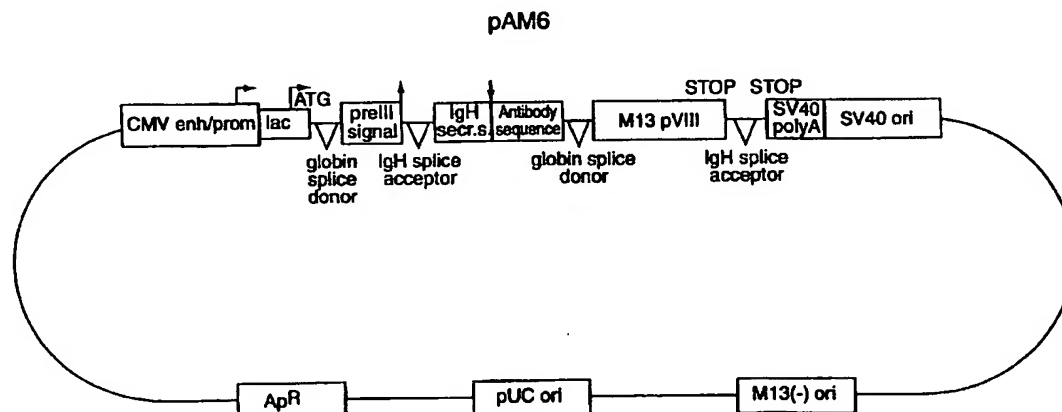 pAM6
STOP STOP
ATG
CMV enh/prom
lac
preIII
signal
IgH
secr.s.
Antibody
sequence
M13 pVIII
SV40
polyA
SV40 ori
globin
splice
donor
IgH splice
acceptor
globin splice
donor
IgH splice
acceptor
ApR
pUC ori
M13(-) ori